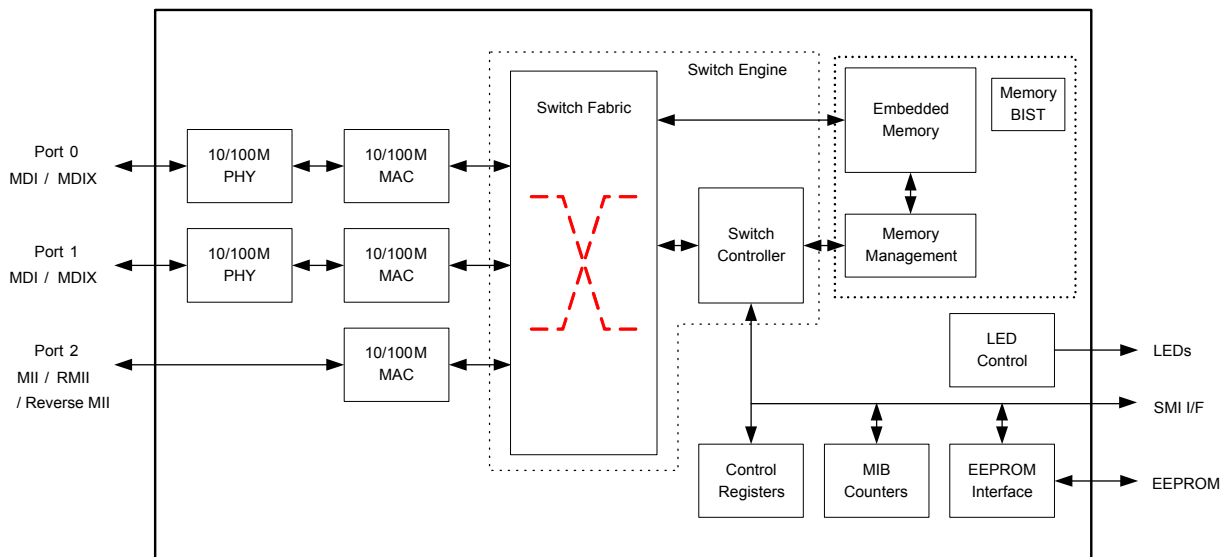 Switch Engine
Switch Fabric
Embedded
Memory
Memory
BIST
Port 0
MDI / MDIX
10/100M
PHY
10/100M
MAC
Port 1
MDI / MDIX
10/100M
PHY
10/100M
MAC
Switch
Controller
Memory
Management
Port 2
MII / RMII
/ Reverse MII
10/100M
MAC
LED
Control
LEDs
SMI I/F
Control
Registers
MIB
Counters
EEPROM
Interface
EEPROM